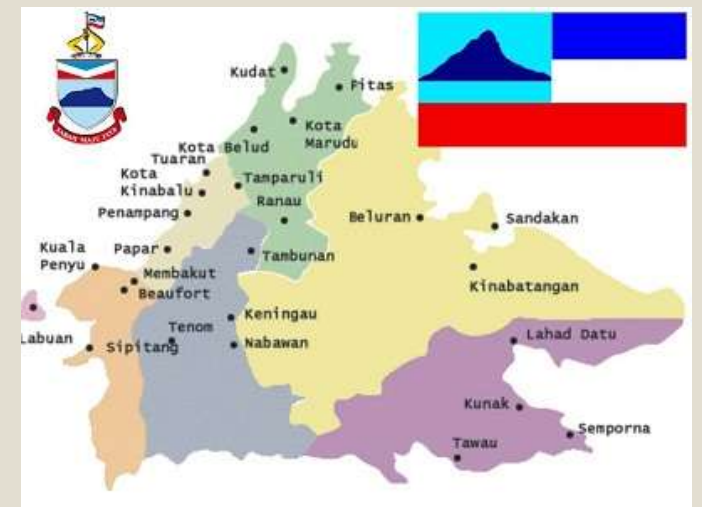 Kudat
Pitas
Kota
Marudu
Kota Belud
Tuaran
Kota
Kinabalu
Tamparuli
Ranau
Penampang
Beluran
Sandakan
Kuala
Penyu
Papar
Tambunan
Membakut
Kinabatangan
Beaufort
Keningau
Tenom
Labuan
Sipitang
Nabawan
Lahad Datu
Kunak
Semporna
Tawau